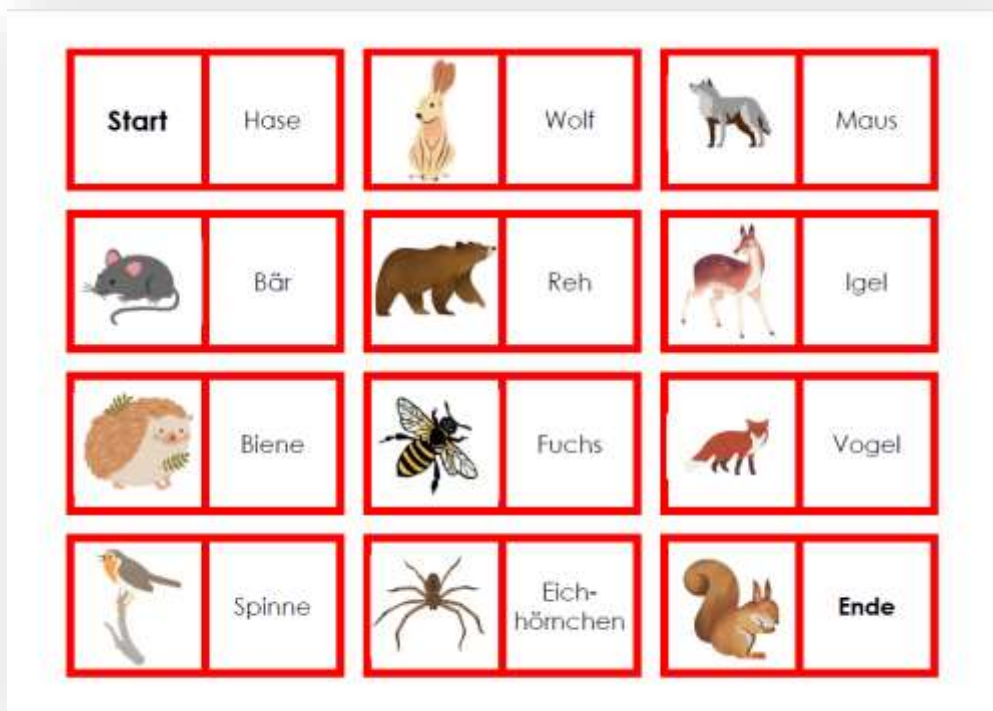 Start
Hase
Wolf
Maus
Bär
Reh
Igel
Biene
Fuchs
Vogel
Spinne
Eich-
hörnchen
Ende